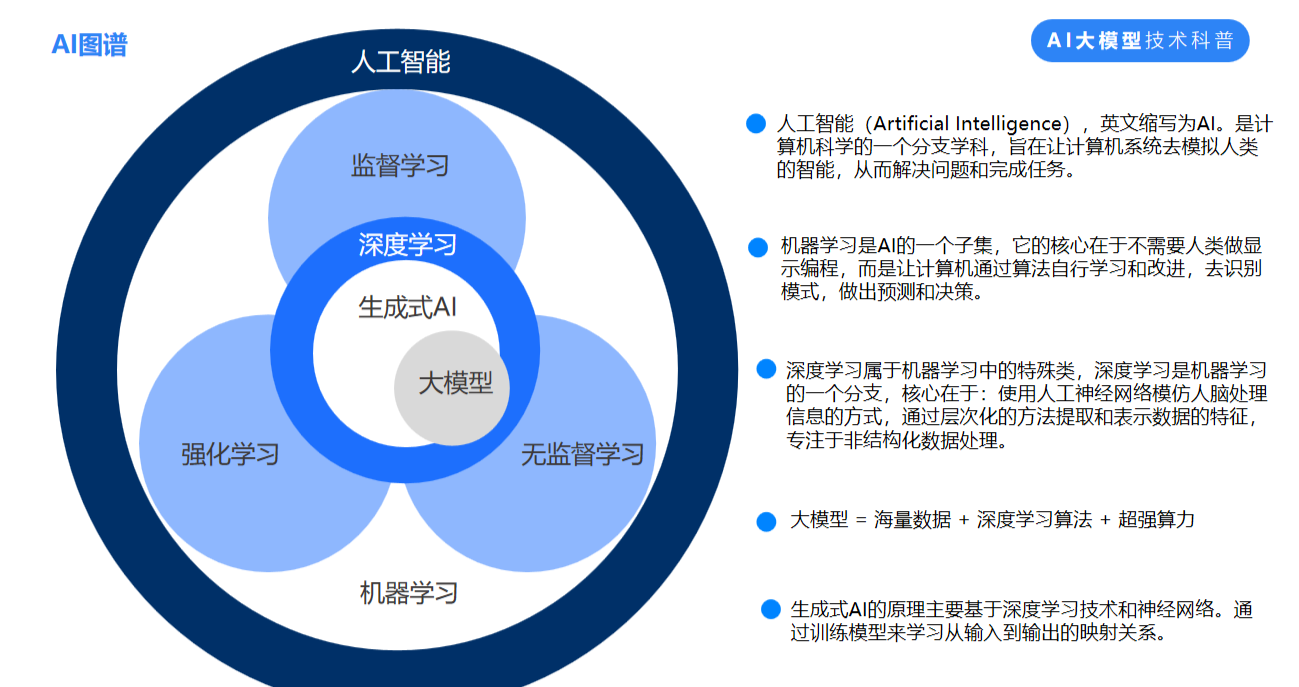 AI图谱
AI大模型技术科普
人工智能
监督学习
深度学习
生成式AI
大模型
强化学习
无监督学习
机器学习
人工智能（Artificial Intelligence），英文缩写为AI。是计
算机科学的一个分支学科，旨在让计算机系统去模拟人类
的智能，从而解决问题和完成任务。
机器学习是AI的一个子集，它的核心在于不需要人类做显
示编程，而是让计算机通过算法自行学习和改进，去识别
模式，做出预测和决策。
深度学习属于机器学习中的特殊类，深度学习是机器学习
的一个分支，核心在于：使用人工神经网络模仿人脑处理
信息的方式，通过层次化的方法提取和表示数据的特征，
专注于非结构化数据处理。
大模型 = 海量数据 + 深度学习算法 + 超强算力
生成式AI的原理主要基于深度学习技术和神经网络。通
过训练模型来学习从输入到输出的映射关系。